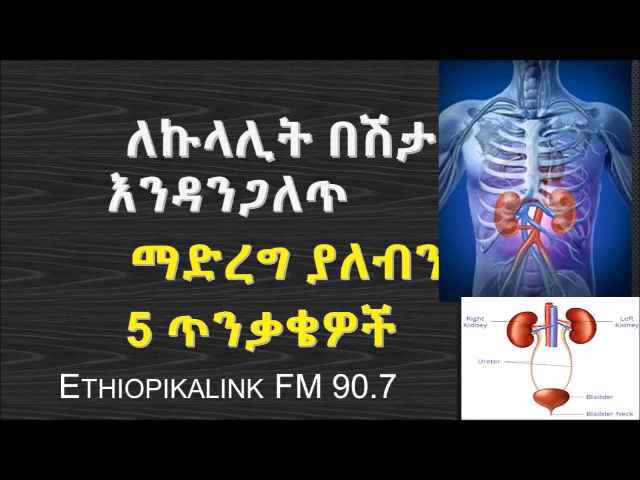 ለኩላሊት በሽታ
እንዳንጋለጥ
ማድረግ ያለብን
5 ጥንቃቄዎች
ETHIOPIKALINK FM 90.7
Right Kidney
Left Kidney
Ureter
Bladder
Bladder Neck